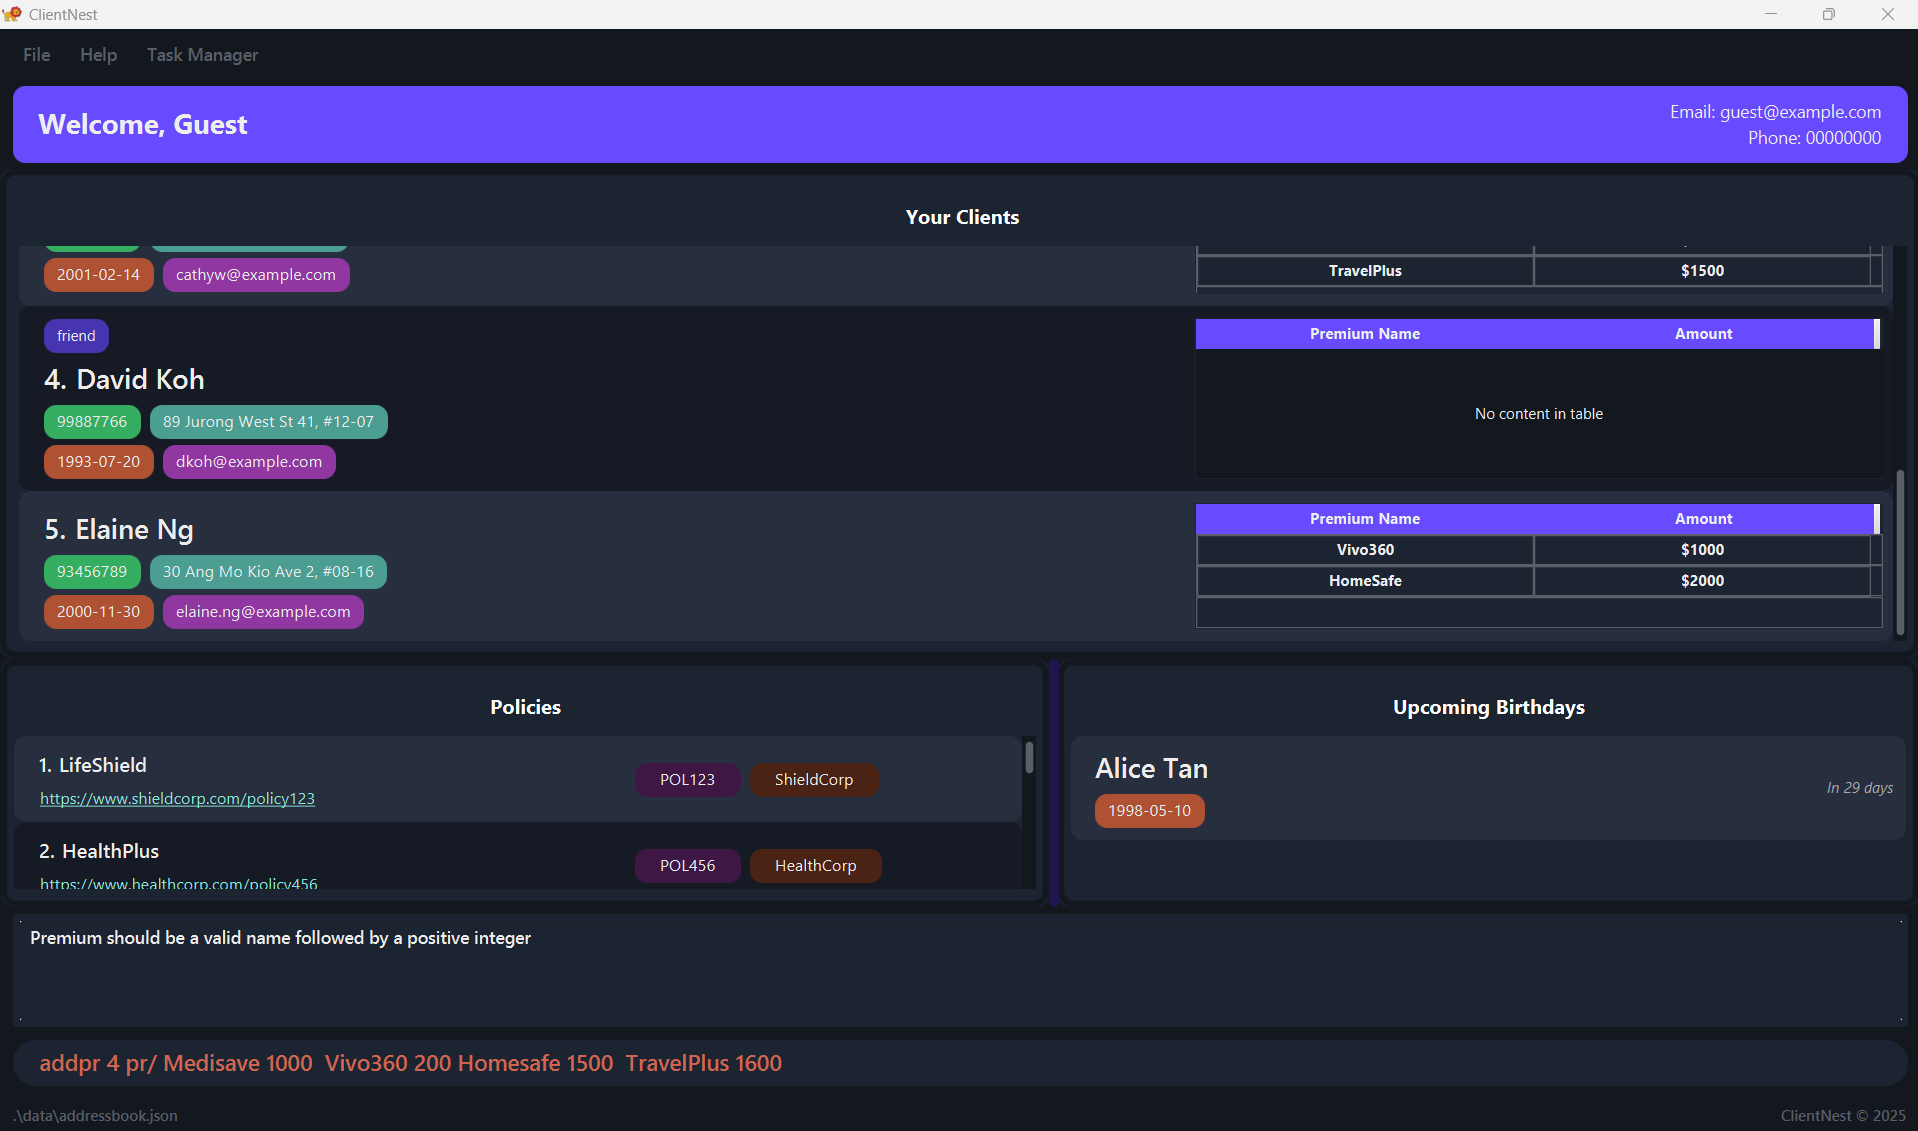 ClientNest
File Help Task Manager
Welcome, Guest
Email: guest@example.com
Phone: 00000000
Your Clients
2001-02-14 cathyw@example.com
TravelPlus $1500
friend
4. David Koh
99887766 89 Jurong West St 41, #12-07
1993-07-20 dkoh@example.com
Premium Name Amount
No content in table
5. Elaine Ng
93456789 30 Ang Mo Kio Ave 2, #08-16
2000-11-30 elaine.ng@example.com
Premium Name Amount
Vivo360 $1000
HomeSafe $2000
Policies
1. LifeShield
https://www.shieldcorp.com/policy123
POL123 ShieldCorp
2. HealthPlus
https://www.healthcorp.com/policy456
POL456 HealthCorp
Upcoming Birthdays
Alice Tan
1998-05-10
In 29 days
Premium should be a valid name followed by a positive integer
addpr 4 pr/ Medisave 1000  Vivo360 200 Homesafe 1500  TravelPlus 1600
.\data\addressbook.json
ClientNest © 2025